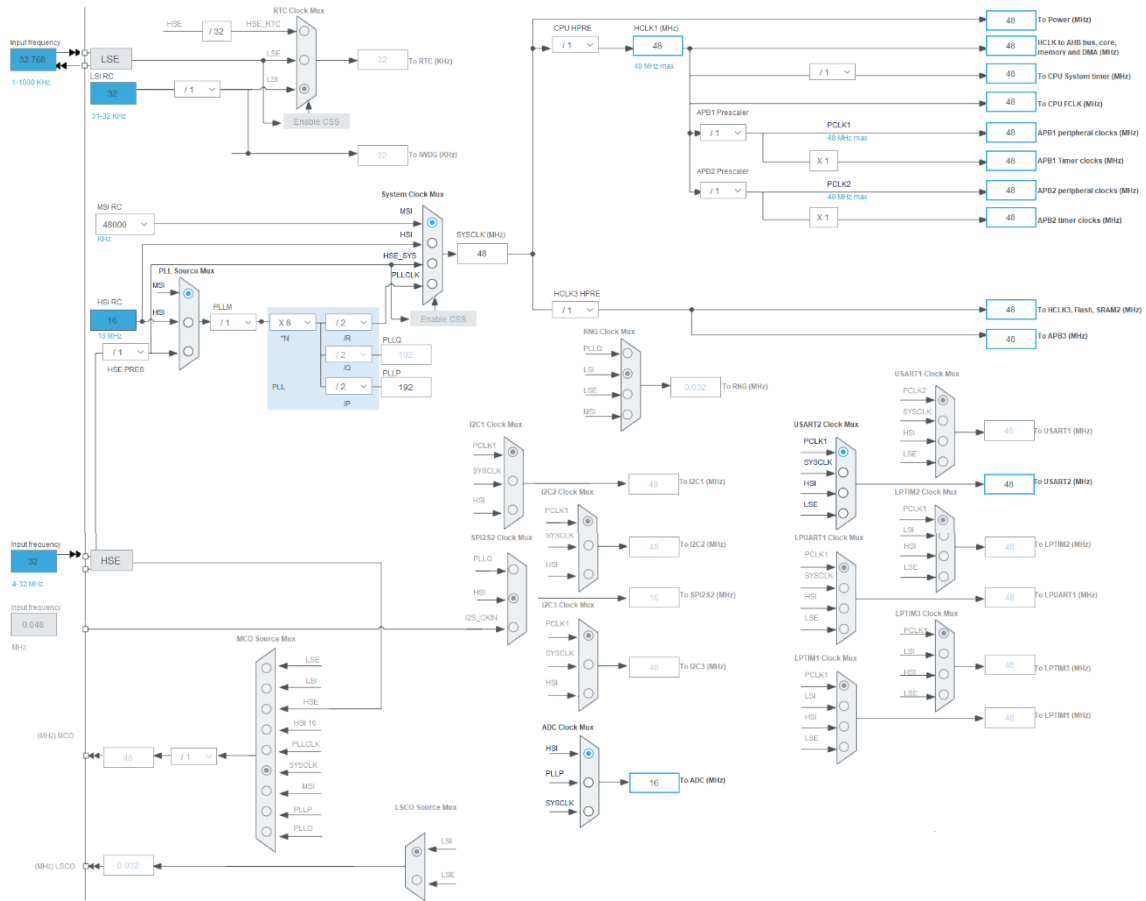 RTC Clock Mux
HSE
/ 32
HSE_RTC
Input frequency
32.768
1-1000 KHz
LSE
LSE
32
To RTC (KHz)
LSI RC
32
31-32 KHz
/ 1
LSI
Enable CSS
32
To IWDG (KHz)
CPU HPRE
/ 1
HCLK1 (MHz)
48
48 MHz max
48
To Power (MHz)
48
HCLK to AHB bus, core,
memory and DMA (MHz)
/ 1
48
To CPU System timer (MHz)
48
To CPU FCLK (MHz)
APB1 Prescaler
/ 1
PCLK1
48 MHz max
48
APB1 peripheral clocks (MHz)
X 1
48
APB1 Timer clocks (MHz)
APB2 Prescaler
/ 1
PCLK2
48 MHz max
48
APB2 peripheral clocks (MHz)
X 1
48
APB2 timer clocks (MHz)
System Clock Mux
MSI RC
48000
KHz
MSI
HSI
HSE_SYS
PLLCLK
SYSCLK (MHz)
48
Enable CSS
PLL Source Mux
MSI
HSI RC
16
16 MHz
HSI
/ 1
HSE PRES
PLLM
/ 1
X 8
*N
/ 2
/R
PLLQ
/ 2
192
/Q
PLLP
PLL
/ 2
192
/P
HCLK3 HPRE
/ 1
48
To HCLK3, Flash, SRAM2 (MHz)
48
To APB3 (MHz)
RNG Clock Mux
PLLQ
LSI
LSE
MSI
0.032
To RNG (MHz)
USART1 Clock Mux
PCLK2
SYSCLK
HSI
LSE
48
To USART1 (MHz)
I2C1 Clock Mux
PCLK1
SYSCLK
HSI
48
To I2C1 (MHz)
USART2 Clock Mux
PCLK1
SYSCLK
HSI
LSE
48
To USART2 (MHz)
I2C2 Clock Mux
PCLK1
SYSCLK
HSI
48
To I2C2 (MHz)
LPTIM2 Clock Mux
PCLK1
LSI
HSI
LSE
48
To LPTIM2 (MHz)
Input frequency
32
4-32 MHz
HSE
SPI2S2 Clock Mux
PLLQ
HSI
I2S_CKIN
16
To SPI2S2 (MHz)
LPUART1 Clock Mux
PCLK1
SYSCLK
HSI
LSE
48
To LPUART1 (MHz)
Input frequency
0.048
MHz
I2C3 Clock Mux
PCLK1
SYSCLK
HSI
48
To I2C3 (MHz)
LPTIM3 Clock Mux
PCLK1
LSI
HSI
LSE
48
To LPTIM3 (MHz)
MCO Source Mux
LSE
LSI
HSE
HSI 16
PLLCLK
SYSCLK
MSI
PLLP
PLLQ
(MHz) MCO
48
/ 1
LPTIM1 Clock Mux
PCLK1
LSI
HSI
LSE
48
To LPTIM1 (MHz)
ADC Clock Mux
HSI
PLLP
SYSCLK
16
To ADC (MHz)
LSCO Source Mux
LSI
LSE
(MHz) LSCO
0.032